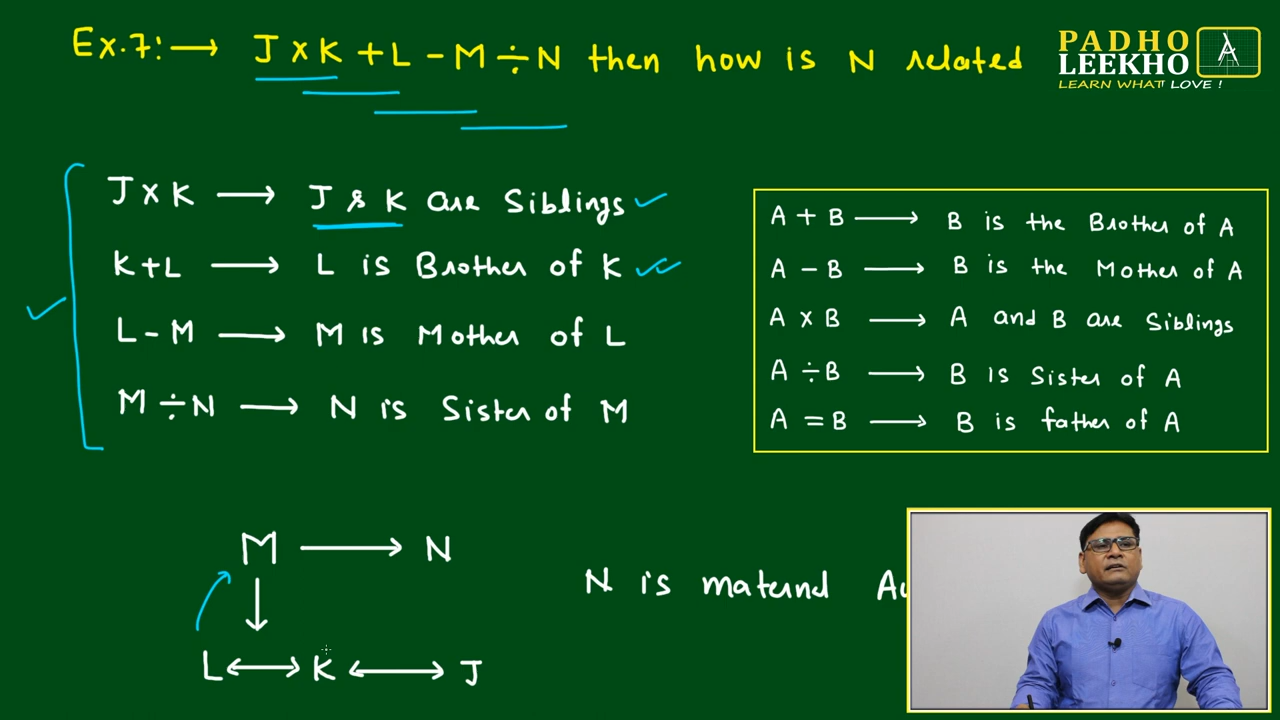 Ex.7:→ J×K+L-M÷N then how is N related
PADHO
LEEKHO
LEARN WHAT LOVE !
J×K → J & K are Siblings
K+L → L is Brother of K
L-M → M is Mother of L
M÷N → N is Sister of M
A+B → B is the Brother of A
A-B → B is the Mother of A
A×B → A and B are Siblings
A÷B → B is Sister of A
A=B → B is father of A
M → N
L ↔ K ↔ J
N is maternal